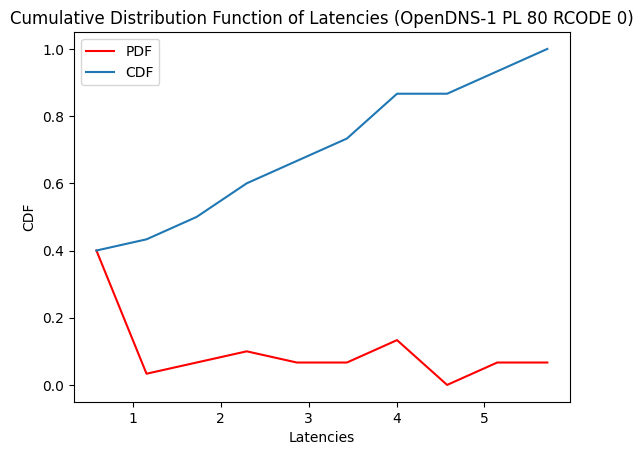 Cumulative Distribution Function of Latencies (OpenDNS-1 PL 80 RCODE 0)
PDF
CDF
1.0
0.8
0.6
0.4
0.2
0.0
CDF
1
2
3
4
5
Latencies